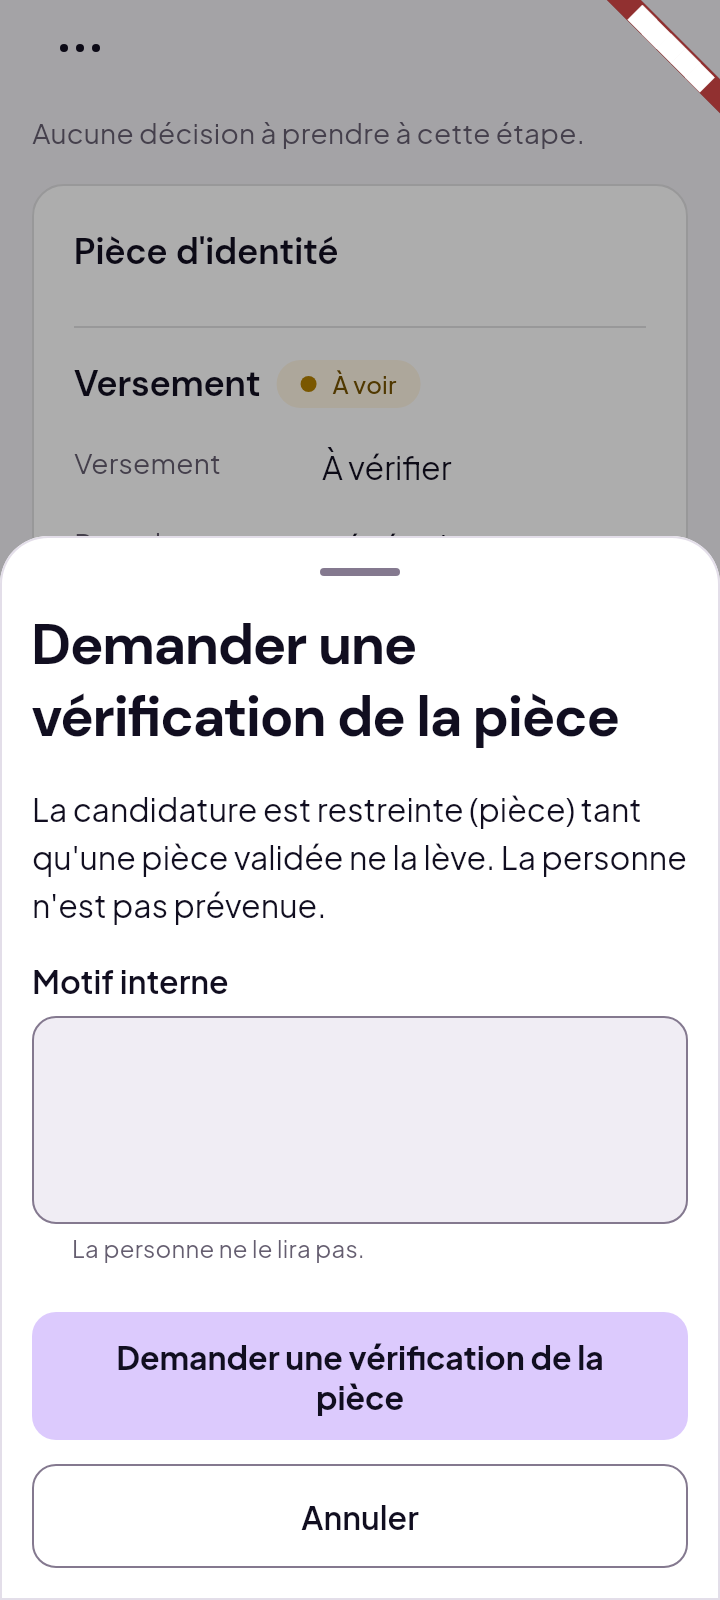 Aucune décision à prendre à cette étape.
Pièce d'identité
Versement
À voir
Versement
À vérifier
Demander une
vérification de la pièce
La candidature est restreinte (pièce) tant
qu'une pièce validée ne la lève. La personne
n'est pas prévenue.
Motif interne
La personne ne le lira pas.
Demander une vérification de la
pièce
Annuler